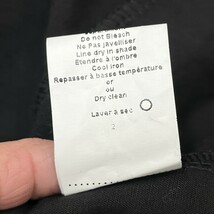 Do not Bleach
Ne Pas javelliser
Line dry in shade
Etendre à l'ombre
Cool iron
Repasser à basse température
or
ou
Dry clean
Laver à sec